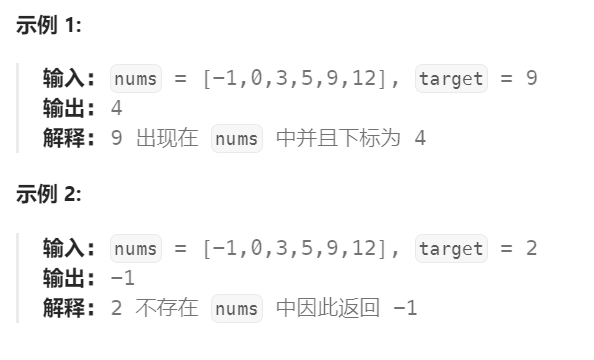 示例 1:
输入：nums = [-1,0,3,5,9,12], target = 9
输出：4
解释：9 出现在 nums 中并且下标为 4
示例 2:
输入：nums = [-1,0,3,5,9,12], target = 2
输出：-1
解释：2 不存在 nums 中因此返回 -1